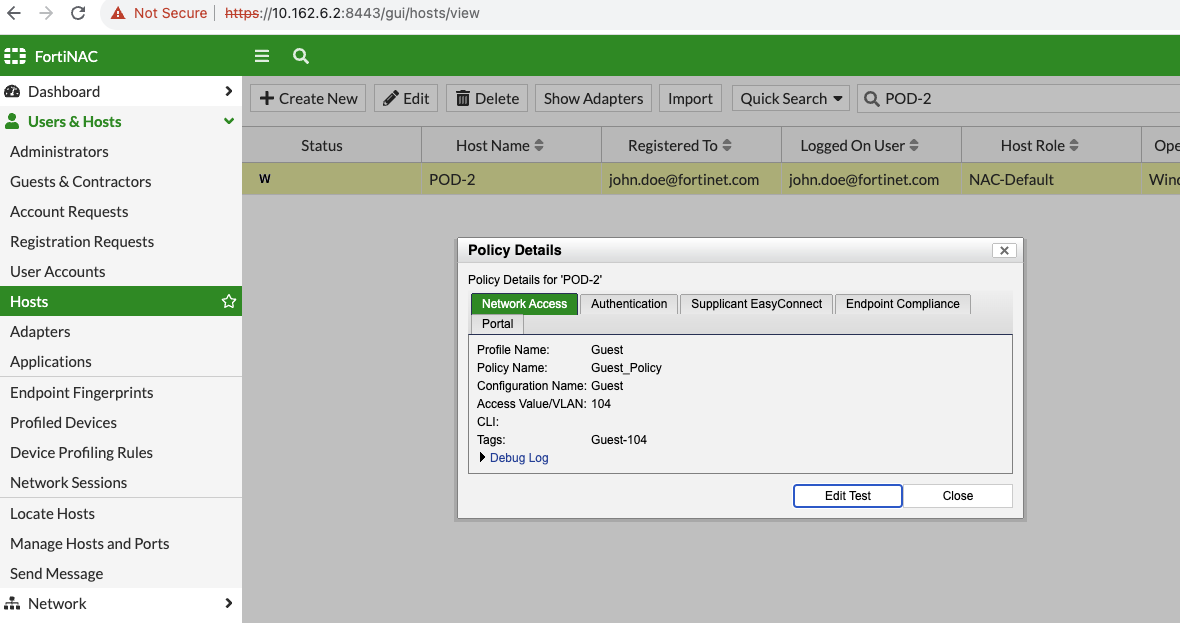 Not Secure | https://10.162.6.2:8443/gui/hosts/view
FortiNAC
Dashboard
Users & Hosts
Administrators
Guests & Contractors
Account Requests
Registration Requests
User Accounts
Hosts
Adapters
Applications
Endpoint Fingerprints
Profiled Devices
Device Profiling Rules
Network Sessions
Locate Hosts
Manage Hosts and Ports
Send Message
Network
Create New Edit Delete Show Adapters Import Quick Search POD-2
Status Host Name Registered To Logged On User Host Role Ope
W POD-2 john.doe@fortinet.com john.doe@fortinet.com NAC-Default Wind
Policy Details
Policy Details for 'POD-2'
Network Access Authentication Supplicant EasyConnect Endpoint Compliance
Portal
Profile Name: Guest
Policy Name: Guest_Policy
Configuration Name: Guest
Access Value/VLAN: 104
CLI:
Tags: Guest-104
Debug Log
Edit Test Close